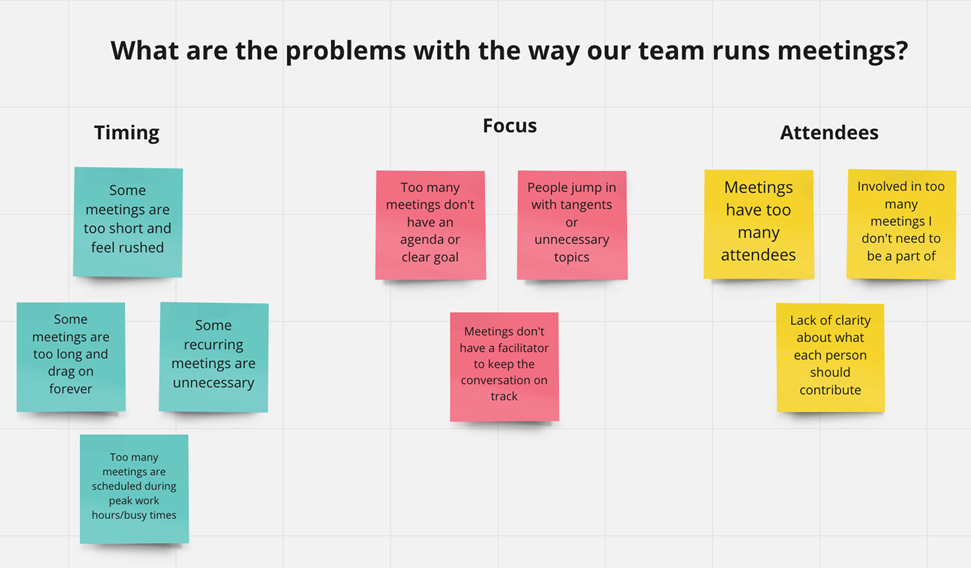 What are the problems with the way our team runs meetings?
Timing
Some
meetings are
too short and
feel rushed
Some
meetings are
too long and
drag on
forever
Some
recurring
meetings are
unnecessary
Too many
meetings are
scheduled during
peak work
hours/busy times
Focus
Too many
meetings don't
have an
agenda or
clear goal
People jump in
with tangents
or
unnecessary
topics
Meetings don't
have a facilitator
to keep the
conversation on
track
Attendees
Meetings
have too
many
attendees
Involved in too
many
meetings I
don't need to
be a part of
Lack of clarity
about what
each person
should
contribute